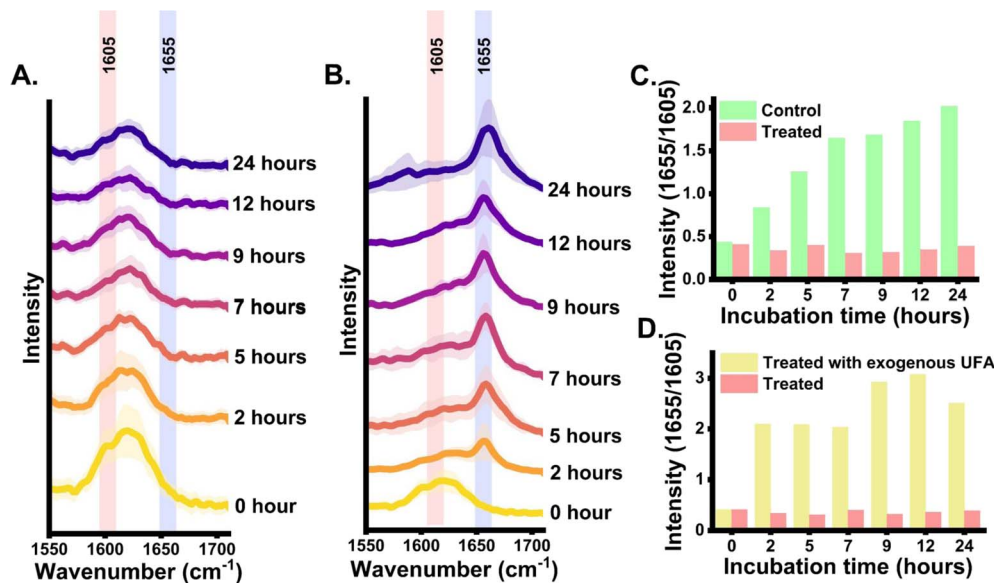 A.
1605
1655
24 hours
12 hours
9 hours
7 hours
5 hours
2 hours
0 hour
Intensity
1550 1600 1650 1700
Wavenumber (cm⁻¹)
B.
1605
1655
24 hours
12 hours
9 hours
7 hours
5 hours
2 hours
0 hour
Intensity
1550 1600 1650 1700
Wavenumber (cm⁻¹)
C.
Control
Treated
Intensity (1655/1605)
2.0
1.5
1.0
0.5
0.0
0 2 5 7 9 12 24
Incubation time (hours)
D.
Treated with exogenous UFA
Treated
Intensity (1655/1605)
3
2
1
0
0 2 5 7 9 12 24
Incubation time (hours)